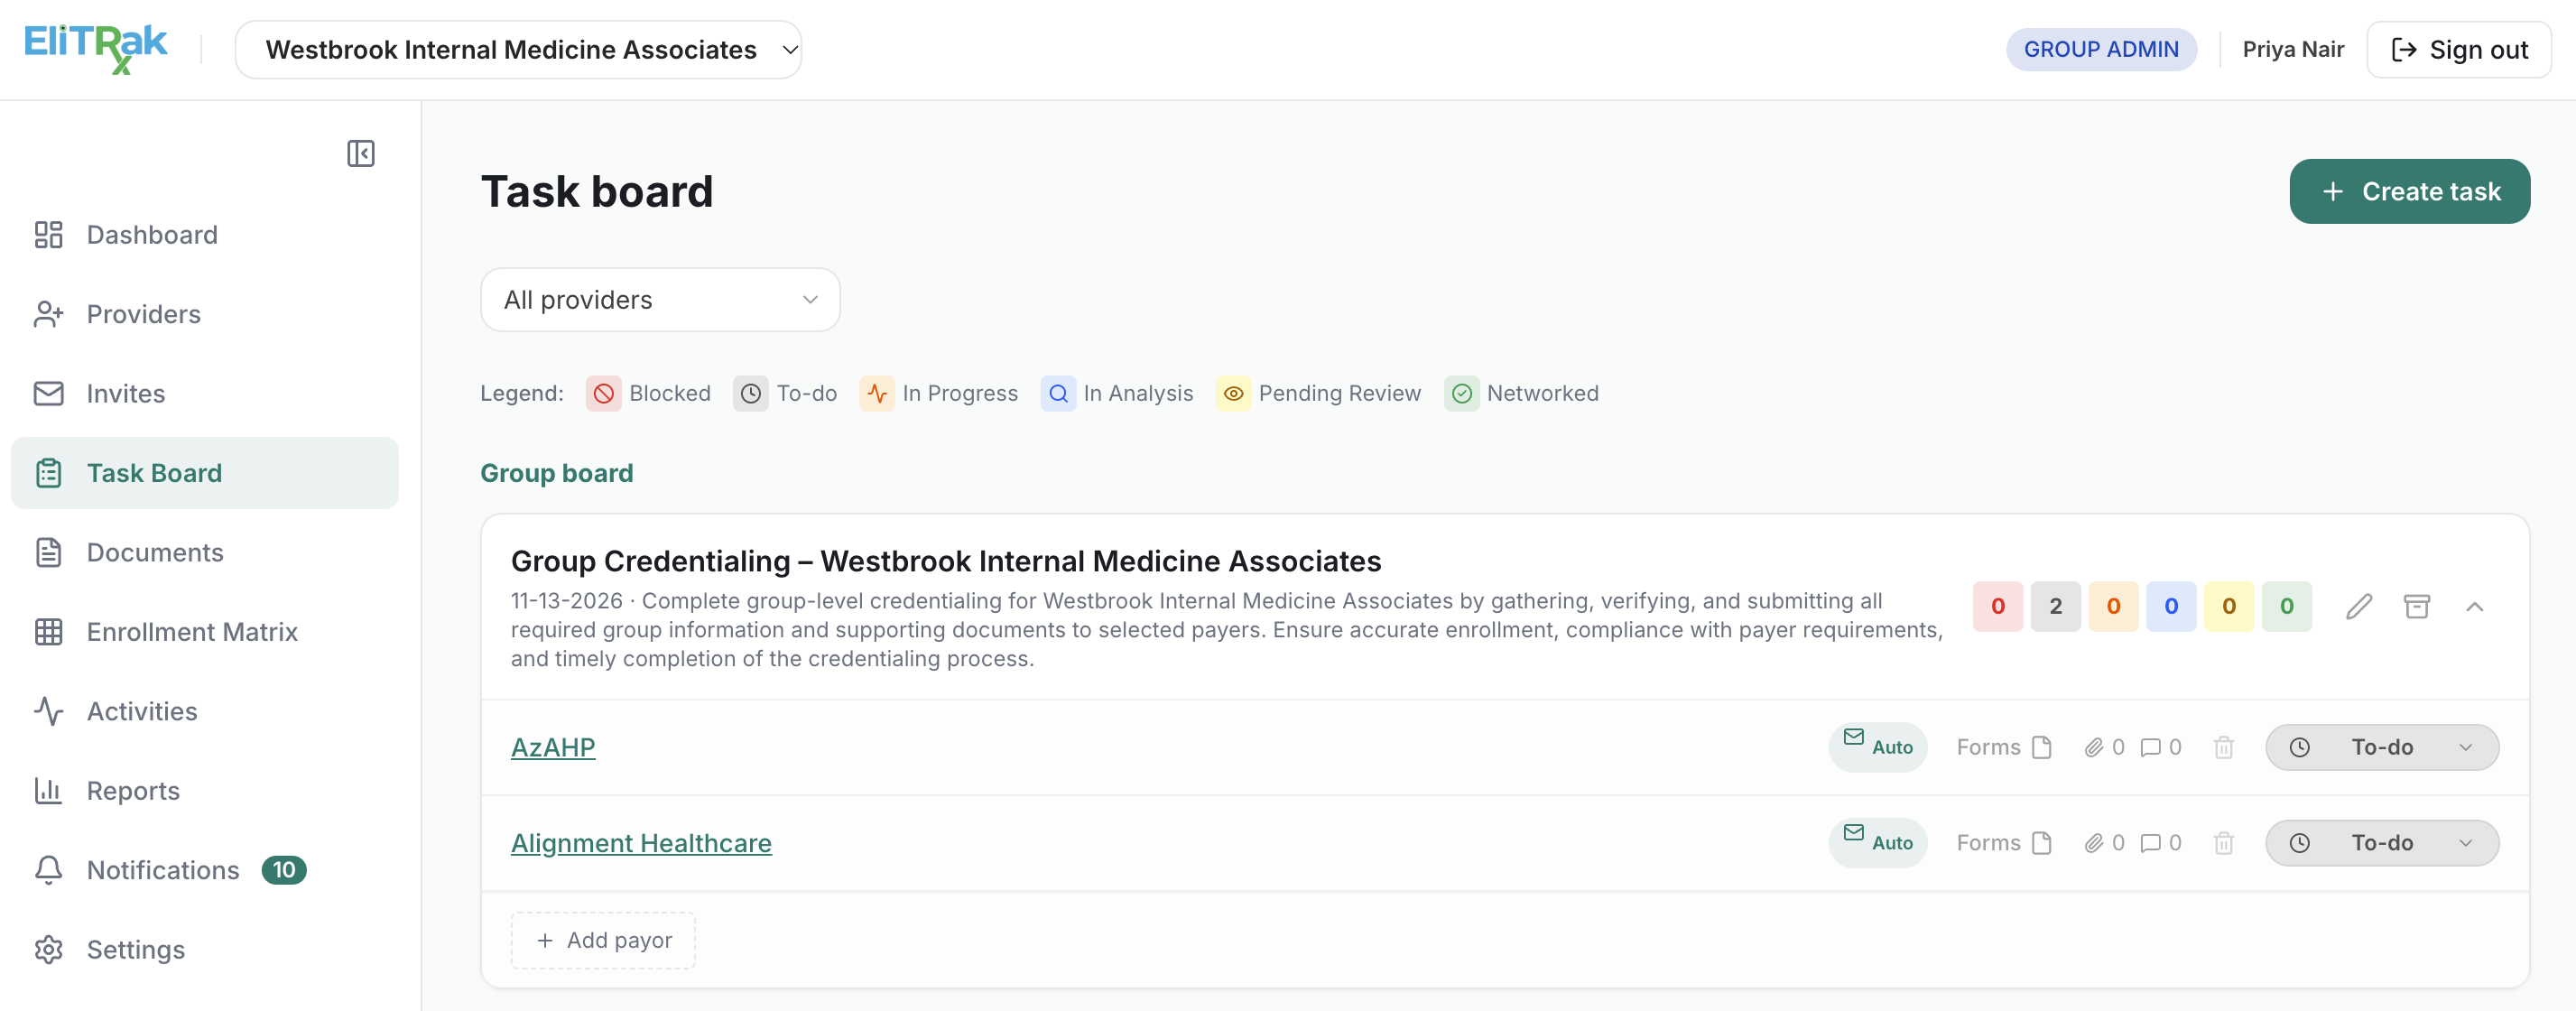 EliTRak
Westbrook Internal Medicine Associates
GROUP ADMIN
Priya Nair
Sign out
Dashboard
Providers
Invites
Task Board
Documents
Enrollment Matrix
Activities
Reports
Notifications 10
Settings
Task board
Create task
All providers
Legend: Blocked To-do In Progress In Analysis Pending Review Networked
Group board
Group Credentialing – Westbrook Internal Medicine Associates
11-13-2026 · Complete group-level credentialing for Westbrook Internal Medicine Associates by gathering, verifying, and submitting all
required group information and supporting documents to selected payers. Ensure accurate enrollment, compliance with payer requirements,
and timely completion of the credentialing process.
0 2 0 0 0 0
AzAHP Auto Forms 0 0 To-do
Alignment Healthcare Auto Forms 0 0 To-do
Add payor